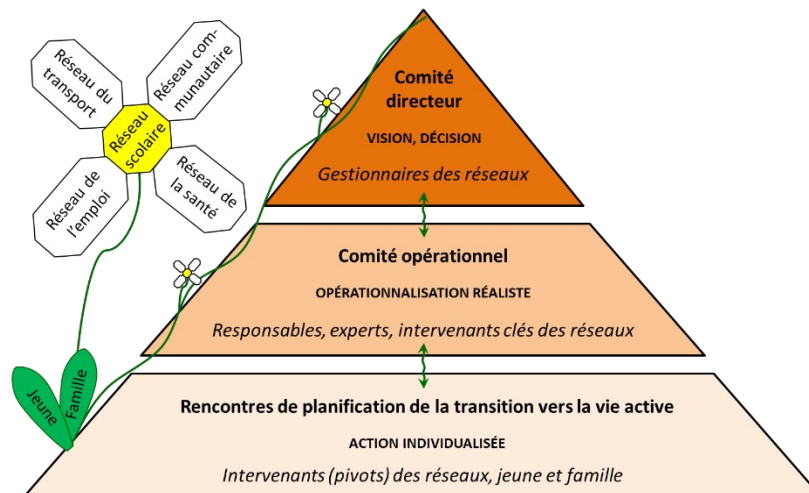 Réseau du
transport
Réseau com-
munautaire
Réseau
scolaire
Réseau de
l'emploi
Réseau de
la santé
Jeune
Famille
Comité
directeur
VISION, DÉCISION
Gestionnaires des réseaux
Comité opérationnel
OPÉRATIONNALISATION RÉALISTE
Responsables, experts, intervenants clés des réseaux
Rencontres de planification de la transition vers la vie active
ACTION INDIVIDUALISÉE
Intervenants (pivots) des réseaux, jeune et famille